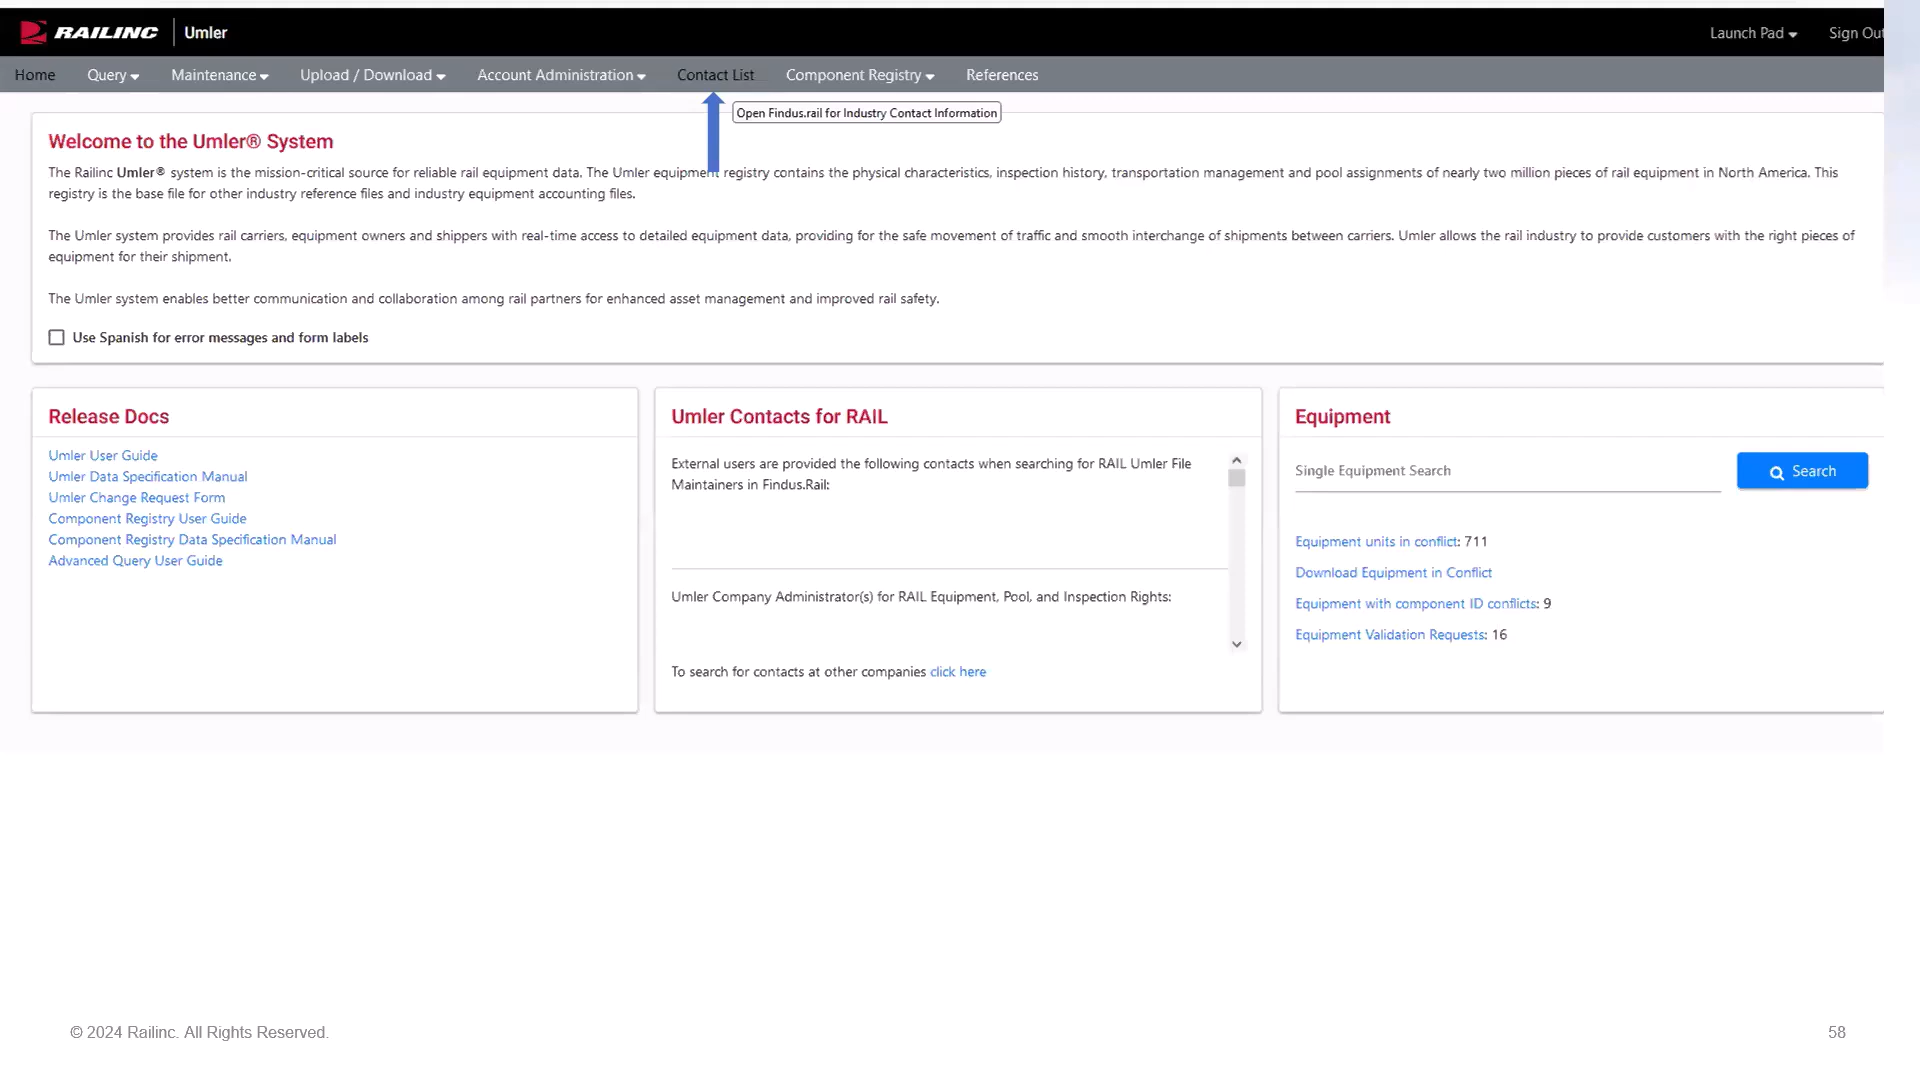 RAILINC Umler Launch Pad Sign Out
Home Query Maintenance Upload / Download Account Administration Contact List Component Registry References
Open Findus.rail for Industry Contact Information
Welcome to the Umler® System
The Railinc Umler® system is the mission-critical source for reliable rail equipment data. The Umler equipment registry contains the physical characteristics, inspection history, transportation management and pool assignments of nearly two million pieces of rail equipment in North America. This
registry is the base file for other industry reference files and industry equipment accounting files.
The Umler system provides rail carriers, equipment owners and shippers with real-time access to detailed equipment data, providing for the safe movement of traffic and smooth interchange of shipments between carriers. Umler allows the rail industry to provide customers with the right pieces of
equipment for their shipment.
The Umler system enables better communication and collaboration among rail partners for enhanced asset management and improved rail safety.
Use Spanish for error messages and form labels
Release Docs
Umler User Guide
Umler Data Specification Manual
Umler Change Request Form
Component Registry User Guide
Component Registry Data Specification Manual
Advanced Query User Guide
Umler Contacts for RAIL
External users are provided the following contacts when searching for RAIL Umler File
Maintainers in Findus.Rail:
Umler Company Administrator(s) for RAIL Equipment, Pool, and Inspection Rights:
To search for contacts at other companies click here
Equipment
Single Equipment Search Search
Equipment units in conflict: 711
Download Equipment in Conflict
Equipment with component ID conflicts: 9
Equipment Validation Requests: 16
© 2024 Railinc. All Rights Reserved. 58